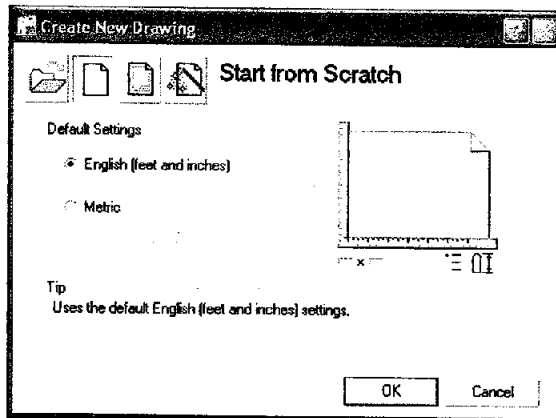 Create New Drawing
Start from Scratch
Default Settings
English (feet and inches)
Metric
Tip
Uses the default English (feet and inches) settings.
OK
Cancel